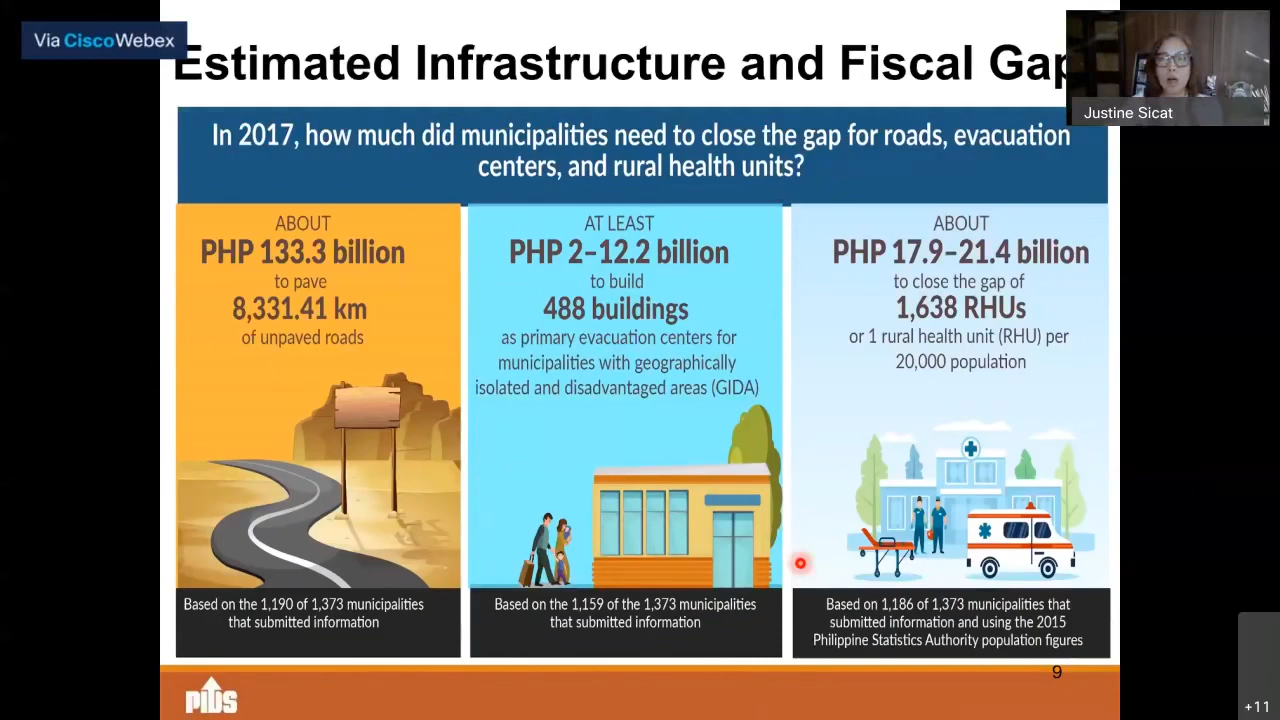 Via Cisco Webex
Estimated Infrastructure and Fiscal Gap
Justine Sicat
In 2017, how much did municipalities need to close the gap for roads, evacuation
centers, and rural health units?
ABOUT
PHP 133.3 billion
to pave
8,331.41 km
of unpaved roads
Based on the 1,190 of 1,373 municipalities
that submitted information
AT LEAST
PHP 2–12.2 billion
to build
488 buildings
as primary evacuation centers for
municipalities with geographically
isolated and disadvantaged areas (GIDA)
Based on the 1,159 of the 1,373 municipalities
that submitted information
ABOUT
PHP 17.9–21.4 billion
to close the gap of
1,638 RHUs
or 1 rural health unit (RHU) per
20,000 population
Based on 1,186 of 1,373 municipalities that
submitted information and using the 2015
Philippine Statistics Authority population figures
9
PIDS
+11